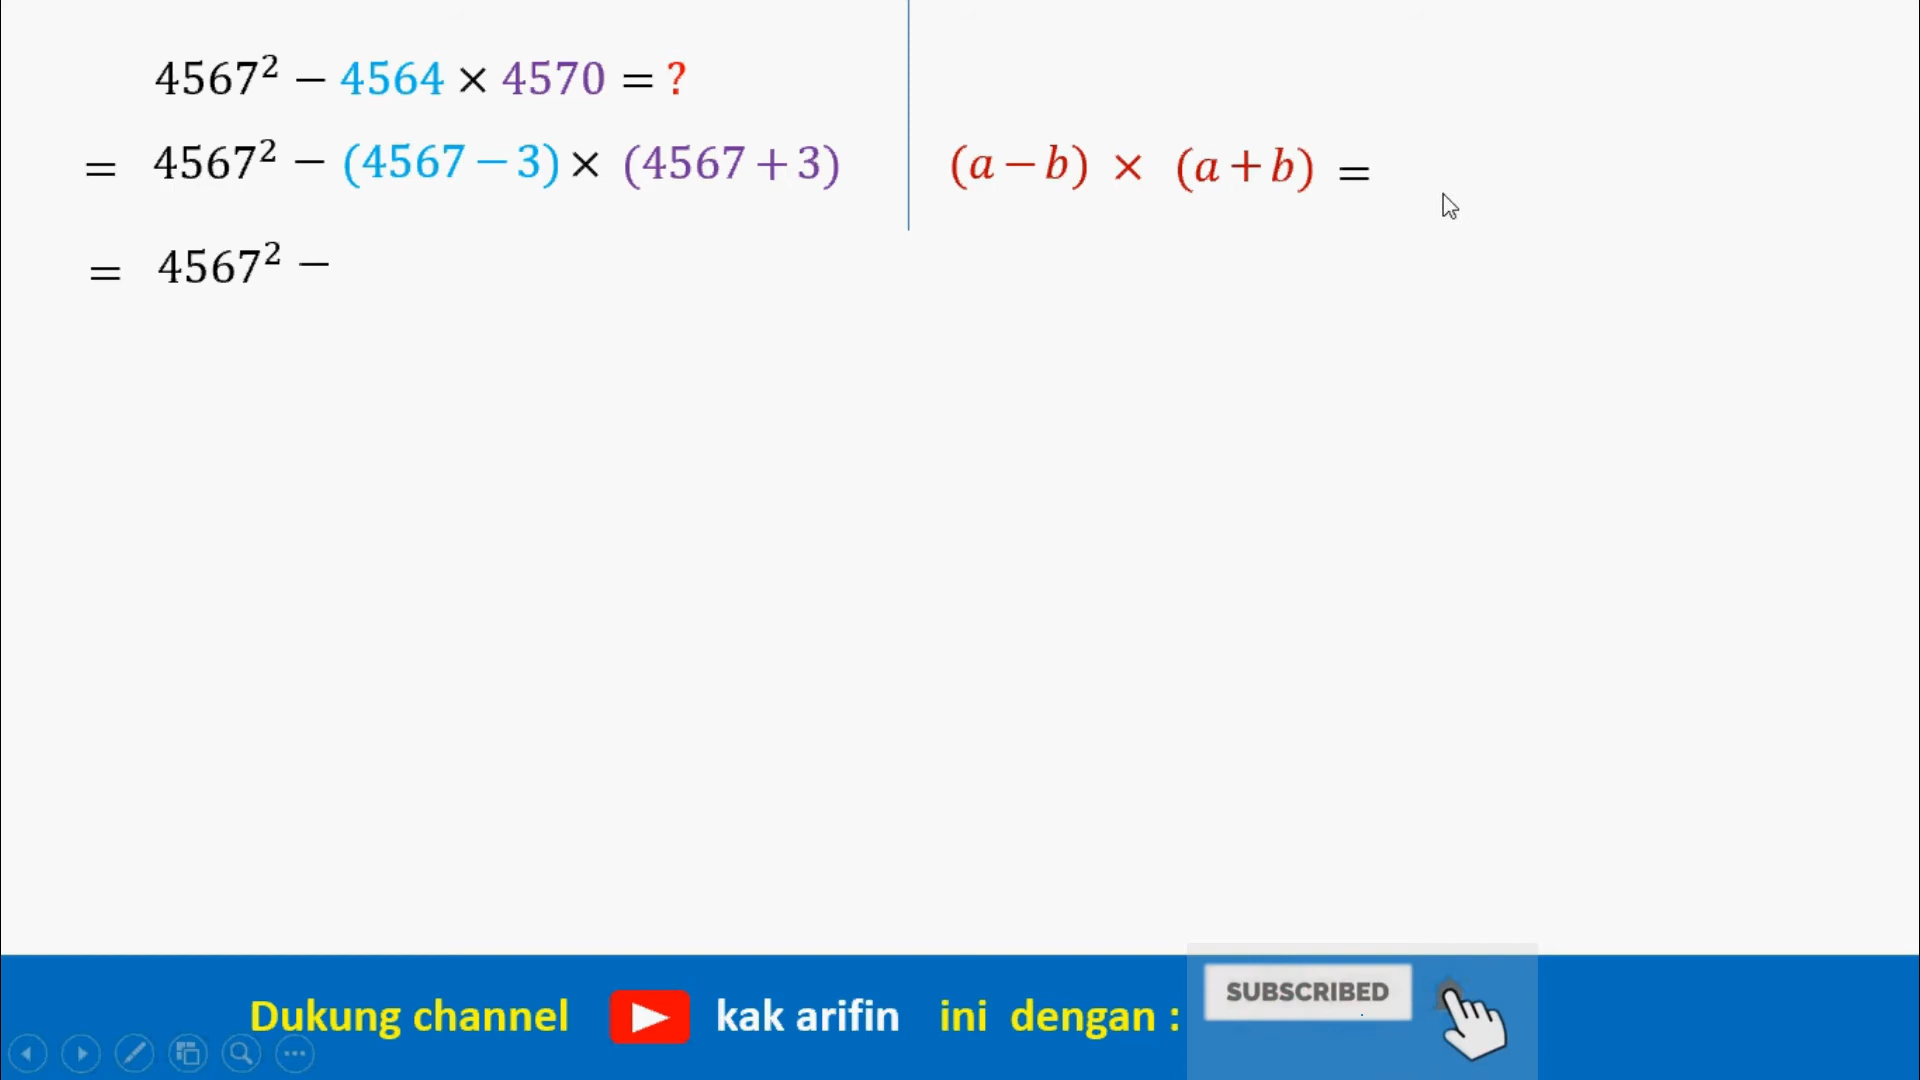 4567² − 4564 × 4570 = ?
= 4567² − (4567 − 3) × (4567 + 3)
(a − b) × (a + b) =
= 4567² −
Dukung channel kak arifin ini dengan :
SUBSCRIBED